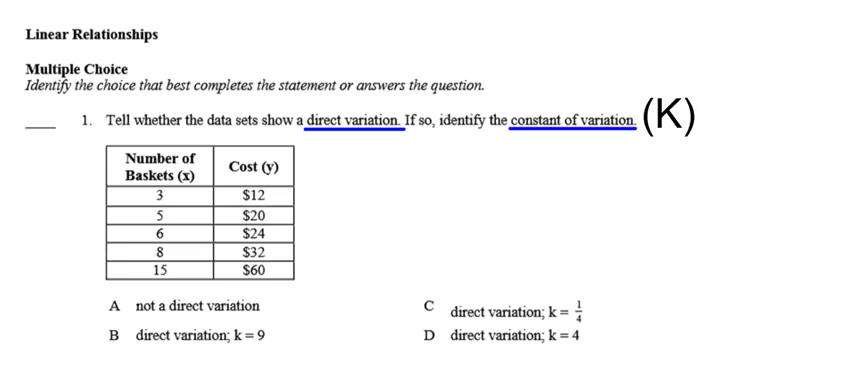 Linear Relationships
Multiple Choice
Identify the choice that best completes the statement or answers the question.
1. Tell whether the data sets show a direct variation. If so, identify the constant of variation. (K)
Number of Baskets (x) Cost (y)
3 $12
5 $20
6 $24
8 $32
15 $60
A not a direct variation
C direct variation; k = 1/4
B direct variation; k = 9
D direct variation; k = 4